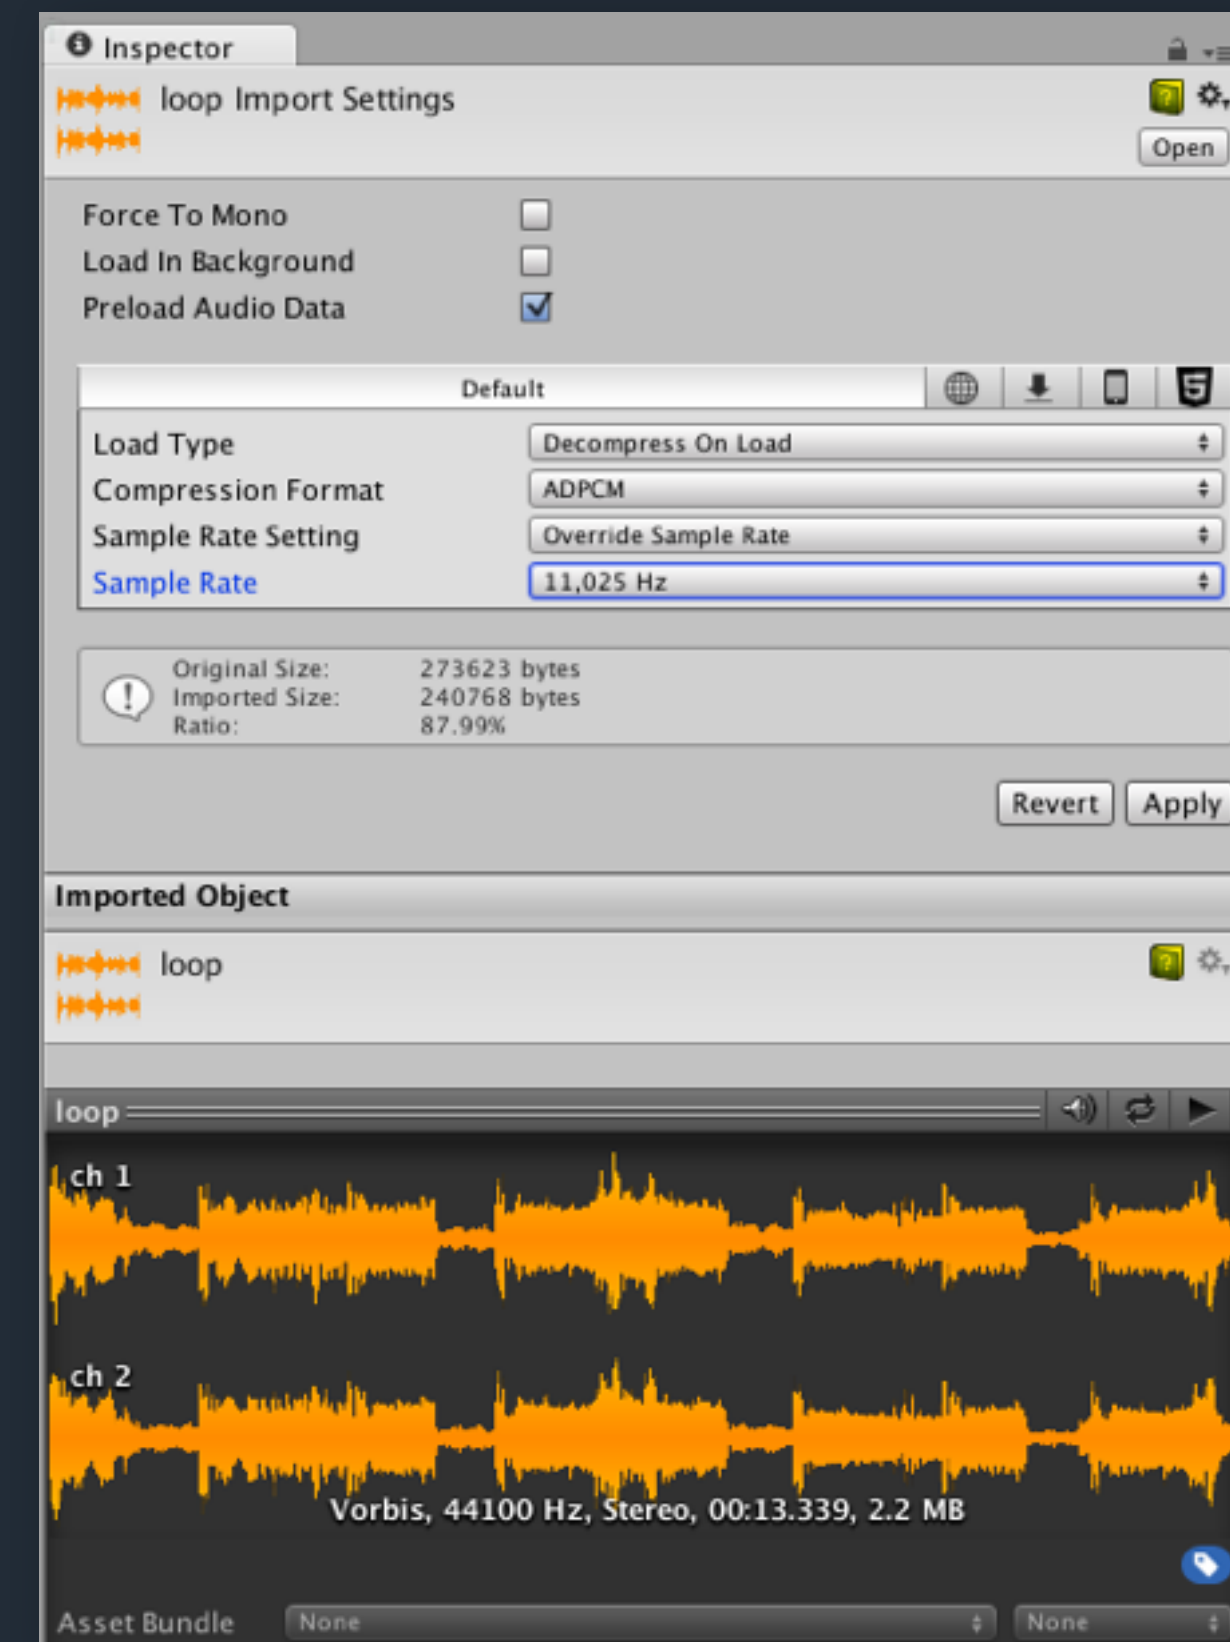 Inspector
loop Import Settings
Open
Force To Mono
Load In Background
Preload Audio Data
Default
Load Type Decompress On Load
Compression Format ADPCM
Sample Rate Setting Override Sample Rate
Sample Rate 11,025 Hz
Original Size: 273623 bytes
Imported Size: 240768 bytes
Ratio: 87.99%
Revert Apply
Imported Object
loop
loop
ch 1
ch 2
Vorbis, 44100 Hz, Stereo, 00:13.339, 2.2 MB
Asset Bundle None None